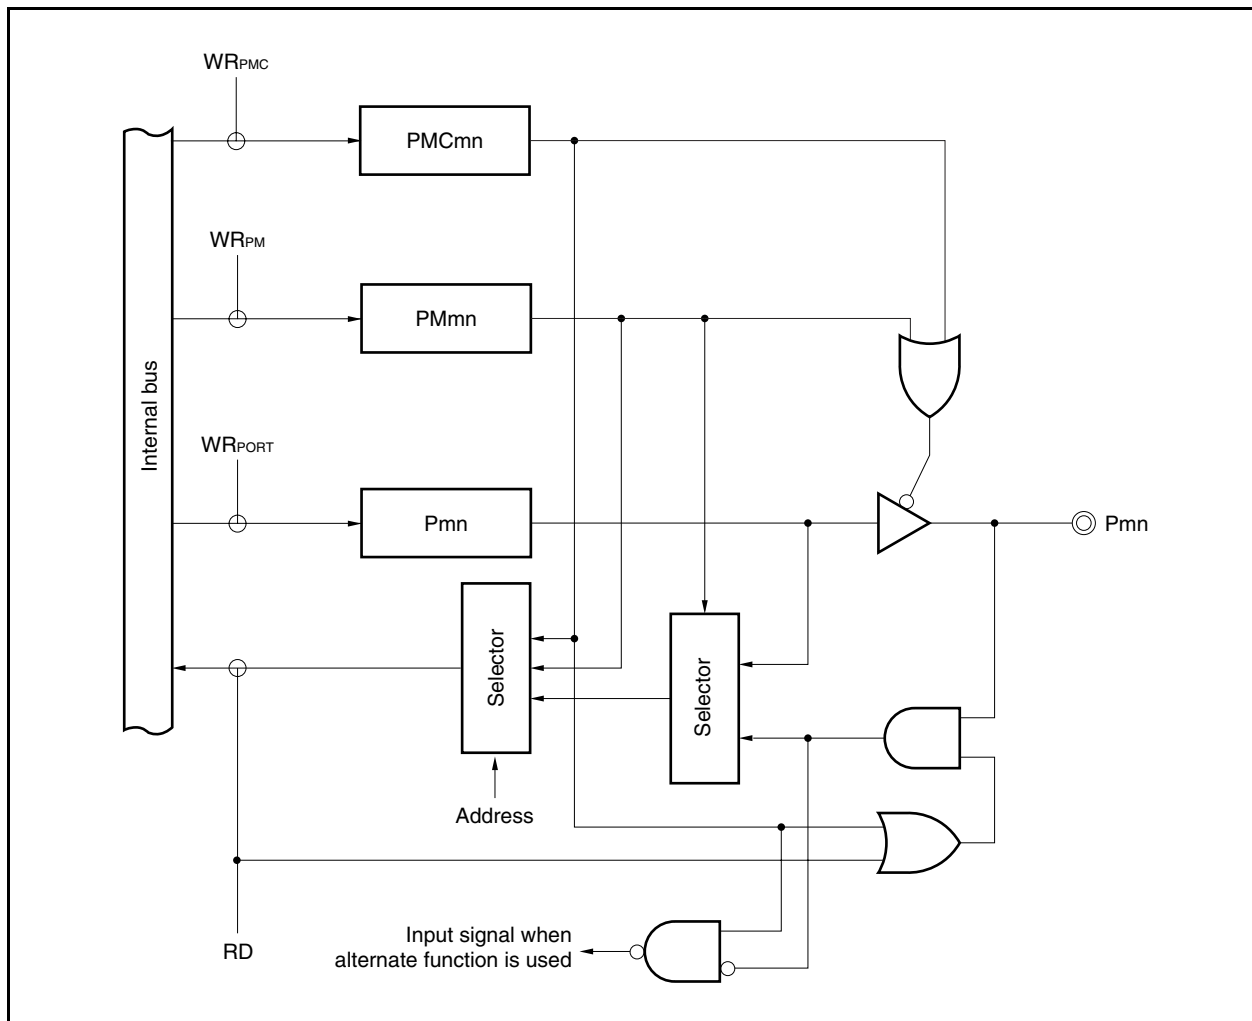 WRPMC
PMCmn
WRPM
PMmn
Internal bus
WRPORT
Pmn
Pmn
Selector
Selector
Address
RD
Input signal when
alternate function is used